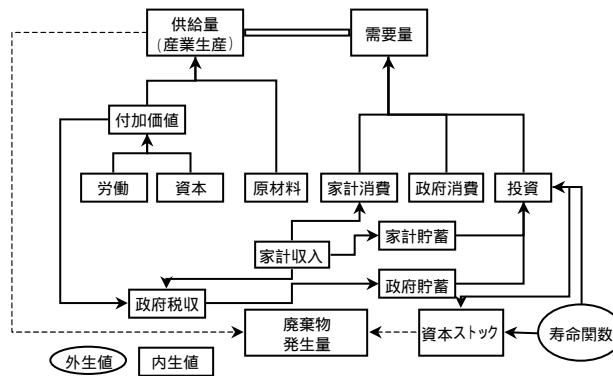 供給量
(産業生産)
需要量
付加価値
労働
資本
原材料
家計消費
政府消費
投資
家計収入
家計貯蓄
政府税収
政府貯蓄
廃棄物
発生量
資本ストック
寿命関数
外生値
内生値